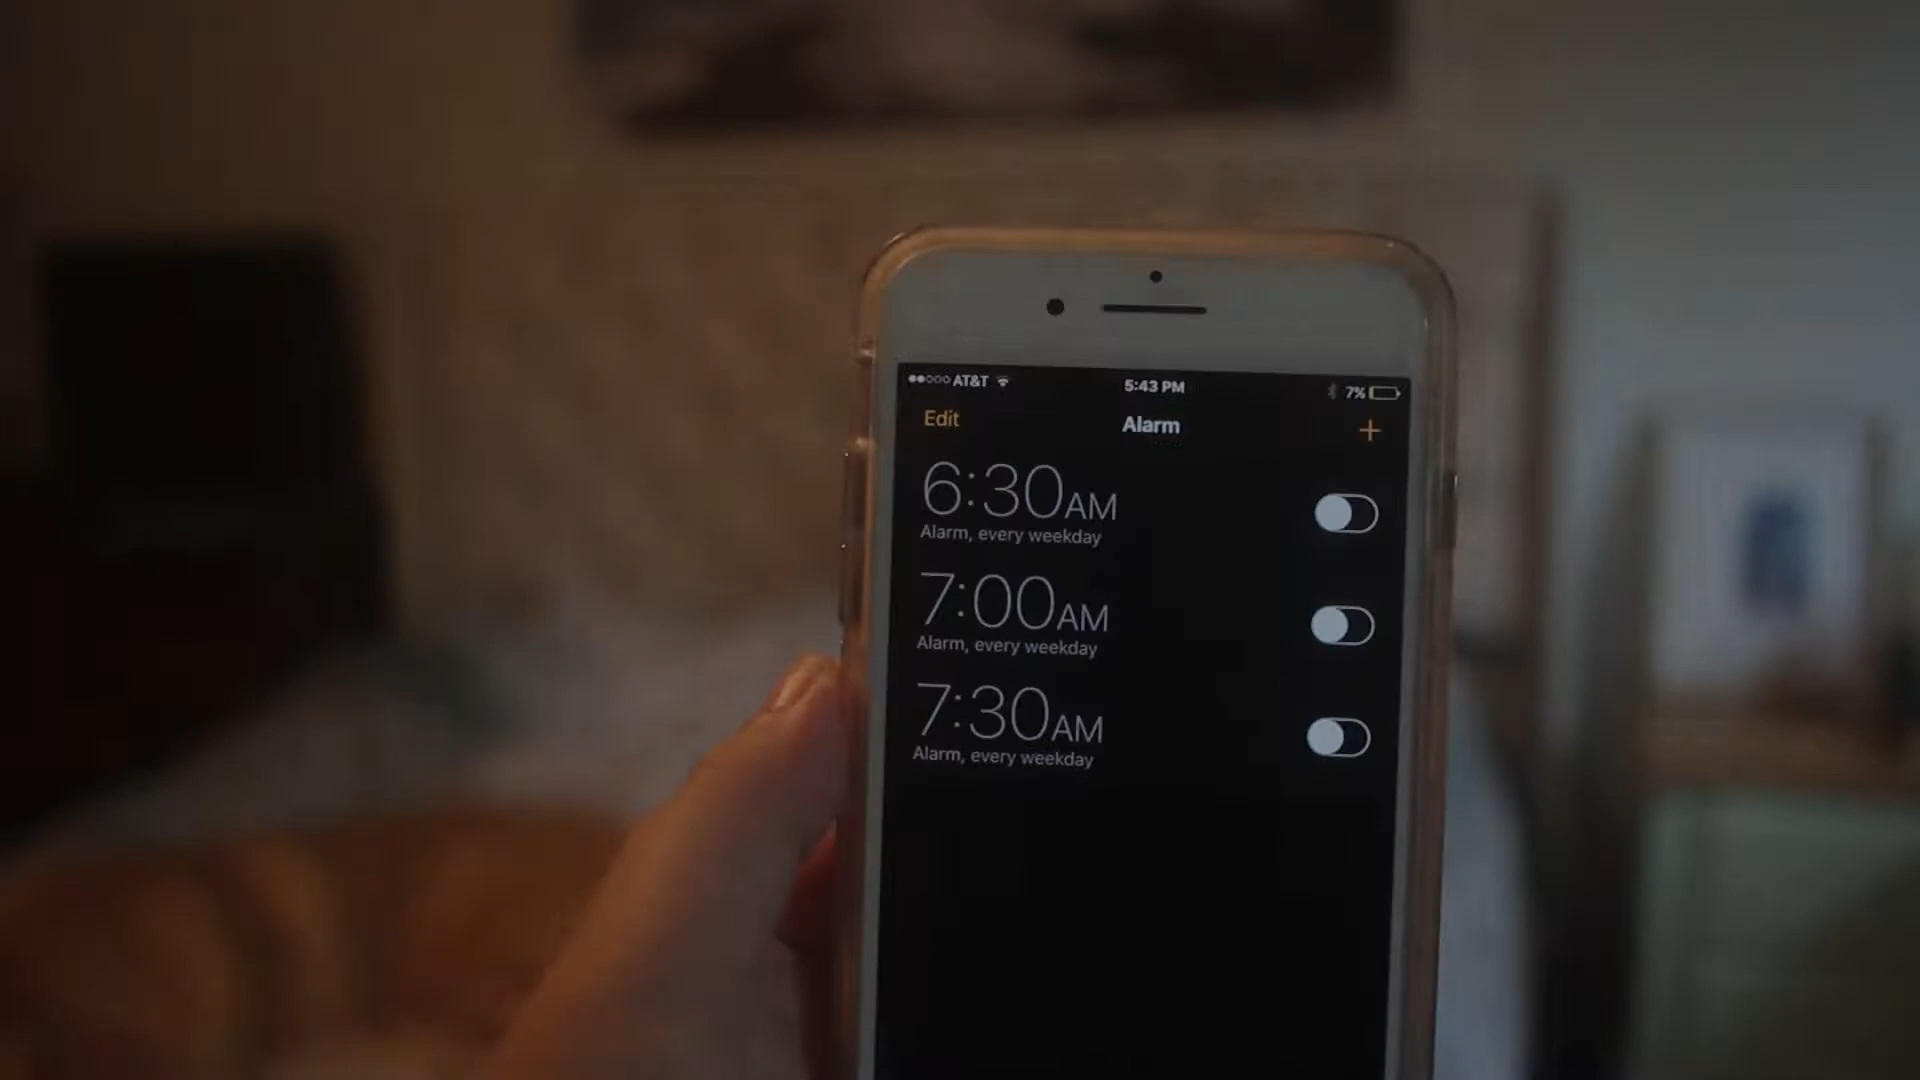 AT&T 5:43 PM 7%
Edit Alarm +
6:30AM
Alarm, every weekday
7:00AM
Alarm, every weekday
7:30AM
Alarm, every weekday